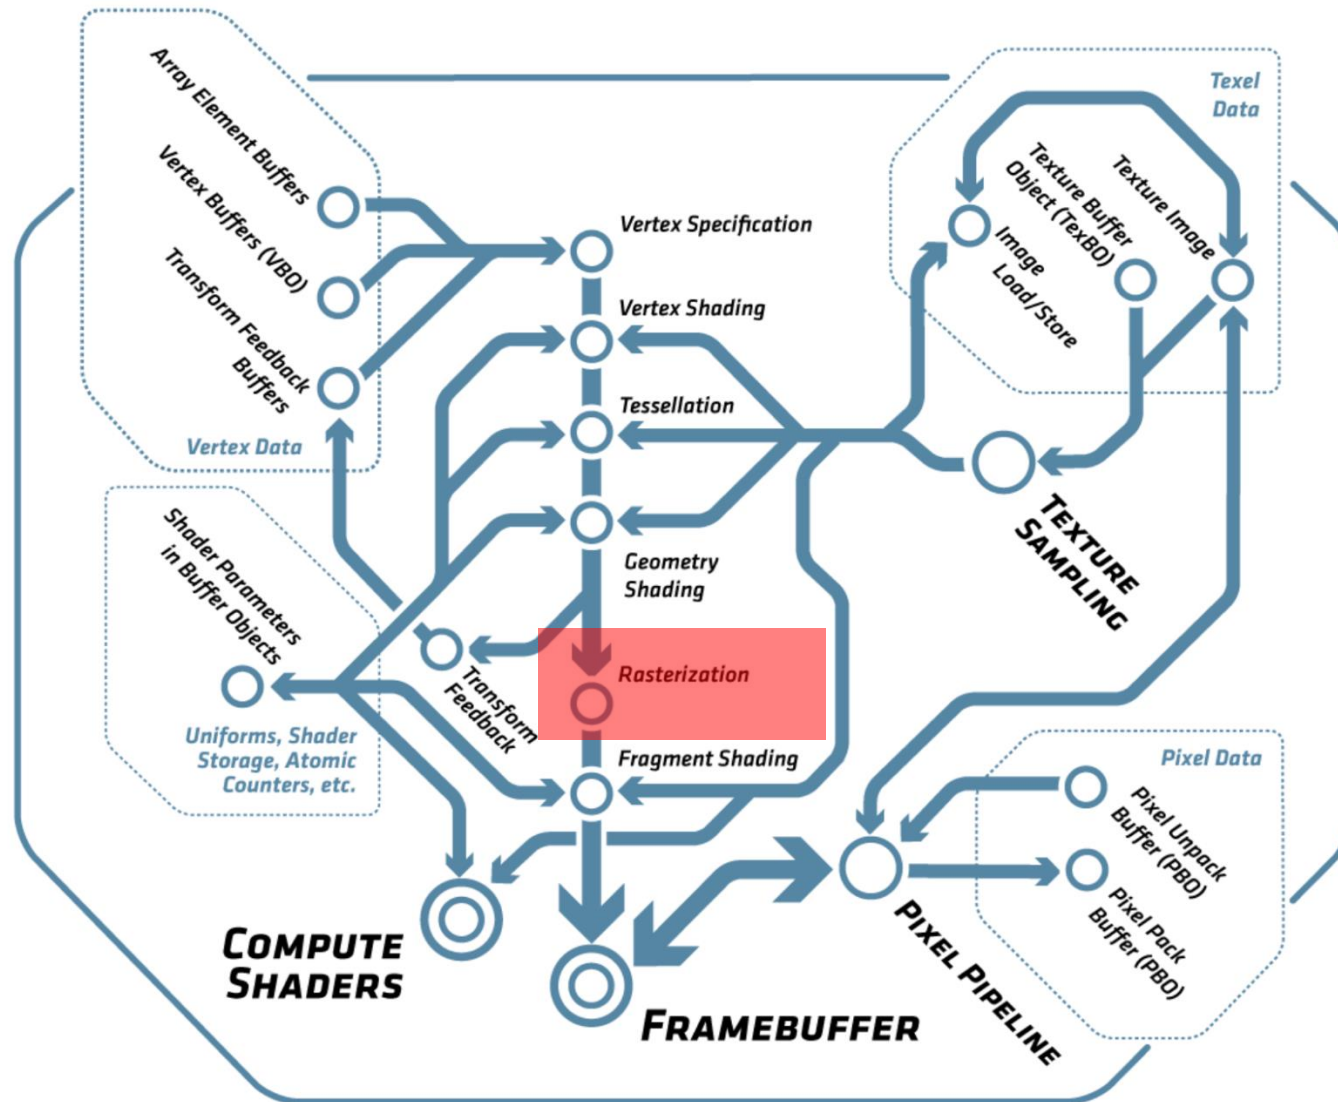 Array Element Buffers
Vertex Buffers (VBO)
Transform Feedback
Buffers
Vertex Data
Vertex Specification
Vertex Shading
Tessellation
Geometry
Shading
Rasterization
Fragment Shading
Texel
Data
Image
Load/Store
Texture Buffer
Object (TexBO)
Texture Image
TEXTURE
SAMPLING
Shader Parameters
in Buffer Objects
Uniforms, Shader
Storage, Atomic
Counters, etc.
Transform
Feedback
COMPUTE
SHADERS
FRAMEBUFFER
PIXEL PIPELINE
Pixel Data
Pixel Unpack
Buffer (PBO)
Pixel Pack
Buffer (PBO)